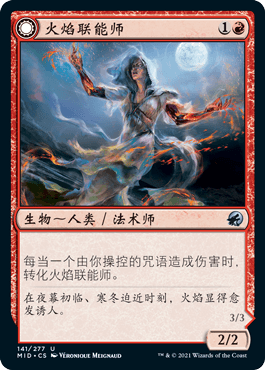 火焰联能师 1
生物～人类 / 法术师
每当一个由你操控的咒语造成伤害时，
转化火焰联能师。
在夜幕初临、寒冬迫近时刻，火焰显得愈
发诱人。
3/3
2/2
141/277 U
MID • CS VÉRONIQUE MEIGNAUD
™ & © 2021 Wizards of the Coast